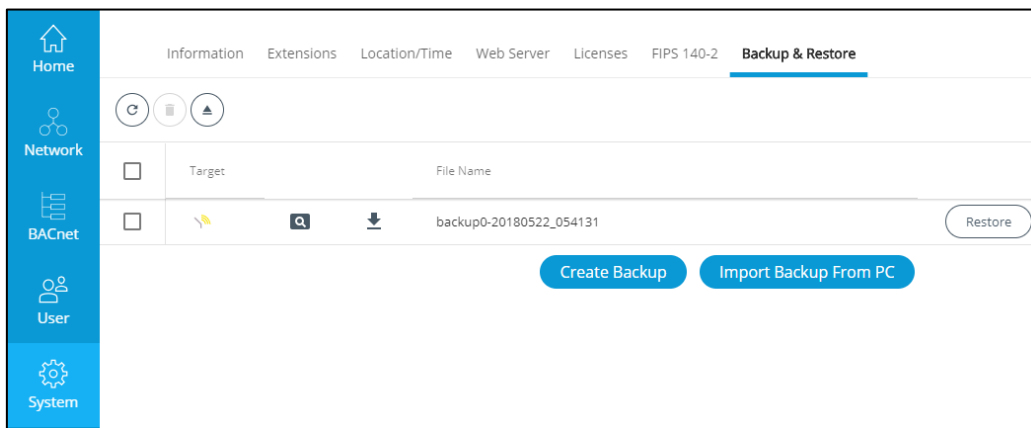 Home
Network
BACnet
User
System
Information Extensions Location/Time Web Server Licenses FIPS 140-2 Backup & Restore
Target File Name
backup0-20180522_054131 Restore
Create Backup Import Backup From PC